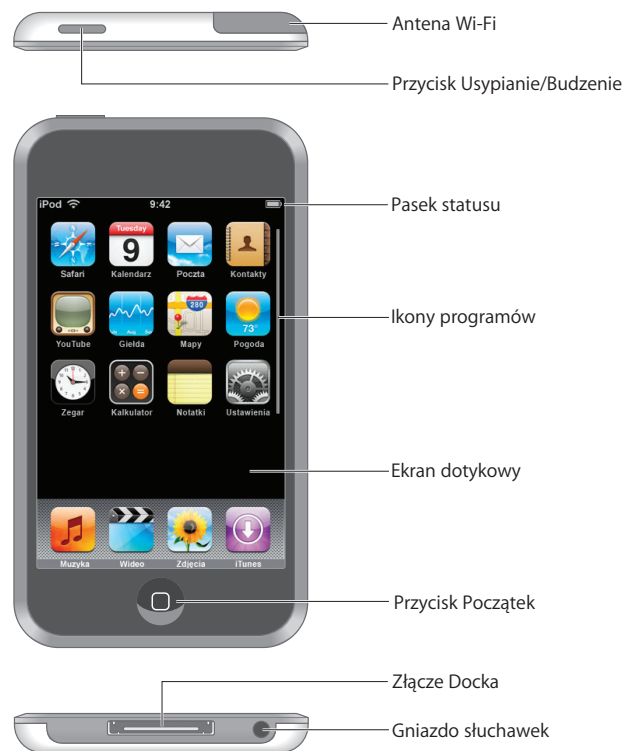 Antena Wi-Fi
Przycisk Usypianie/Budzenie
iPod 9:42
Pasek statusu
Tuesday
9
Safari Kalendarz Poczta Kontakty
280
73°
Ikony programów
YouTube Giełda Mapy Pogoda
Zegar Kalkulator Notatki Ustawienia
Ekran dotykowy
Muzyka Wideo Zdjęcia iTunes
Przycisk Początek
Złącze Docka
Gniazdo słuchawek